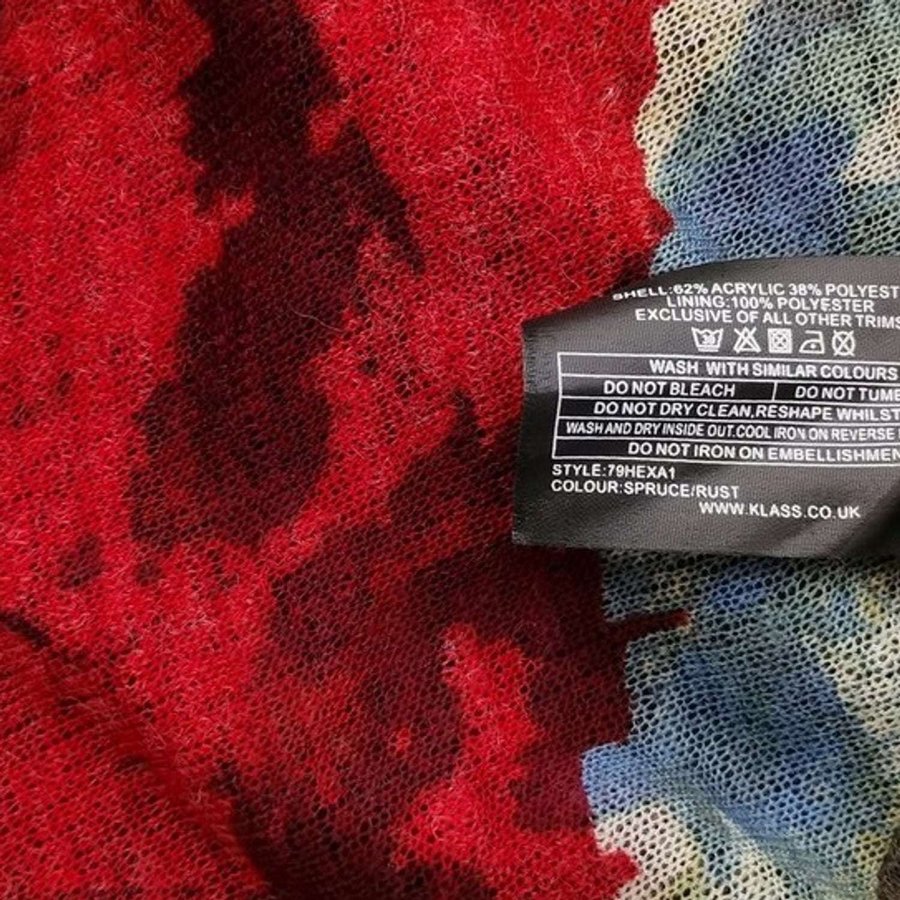 SHELL:62% ACRYLIC 38% POLYEST
LINING:100% POLYESTER
EXCLUSIVE OF ALL OTHER TRIMS
30
WASH WITH SIMILAR COLOURS
DO NOT BLEACH DO NOT TUME
DO NOT DRY CLEAN,RESHAPE WHILST
WASH AND DRY INSIDE OUT.COOL IRON ON REVERSE
DO NOT IRON ON EMBELLISHMEN
STYLE:79HEXA1
COLOUR:SPRUCE/RUST
WWW.KLASS.CO.UK